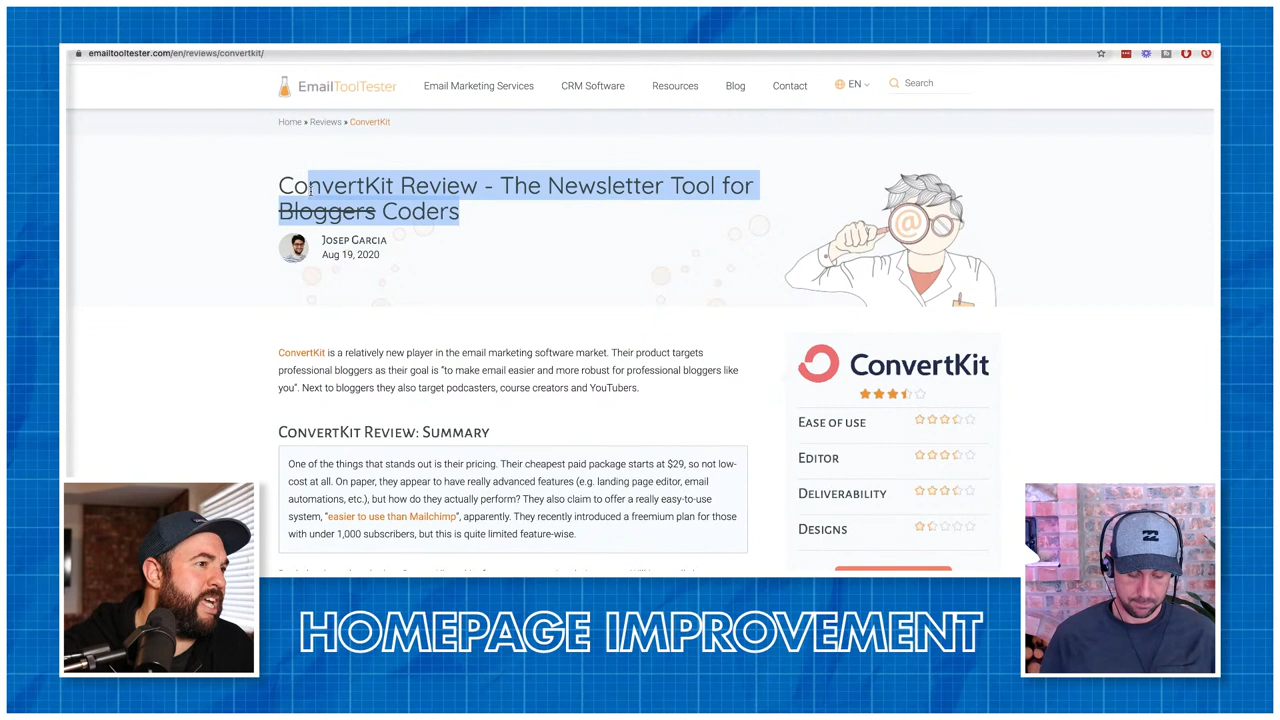 emailtooltester.com/en/reviews/convertkit/
EmailToolTester
Email Marketing Services
CRM Software
Resources
Blog
Contact
EN
Search
Home » Reviews » ConvertKit
ConvertKit Review - The Newsletter Tool for
Bloggers Coders
Josep Garcia
Aug 19, 2020
@
ConvertKit is a relatively new player in the email marketing software market. Their product targets
professional bloggers as their goal is “to make email easier and more robust for professional bloggers like
you”. Next to bloggers they also target podcasters, course creators and YouTubers.
ConvertKit Review: Summary
One of the things that stands out is their pricing. Their cheapest paid package starts at $29, so not low-
cost at all. On paper, they appear to have really advanced features (e.g. landing page editor, email
automations, etc.), but how do they actually perform? They also claim to offer a really easy-to-use
system, “easier to use than Mailchimp”, apparently. They recently introduced a freemium plan for those
with under 1,000 subscribers, but this is quite limited feature-wise.
ConvertKit
Ease of use
Editor
Deliverability
Designs
HOMEPAGE IMPROVEMENT